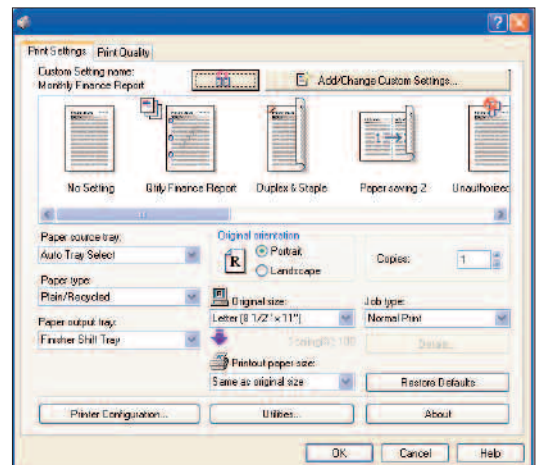 Print Settings Print Quality
Custom Setting name:
Monthly Finance Report
Add/Change Custom Settings...
No Setting
Qtrly Finance Report
Duplex & Staple
Paper saving 2
Unauthorized
Paper source tray:
Auto Tray Select
Paper type:
Plain/Recycled
Paper output tray:
Finisher Shift Tray
Original orientation
R
Portrait
Landscape
Copies:
1
Original size:
Letter (8 1/2" x 11")
Job type:
Normal Print
Details...
Printout paper size:
Same as original size
Restore Defaults
Printer Configuration...
Utilities...
About
OK
Cancel
Help